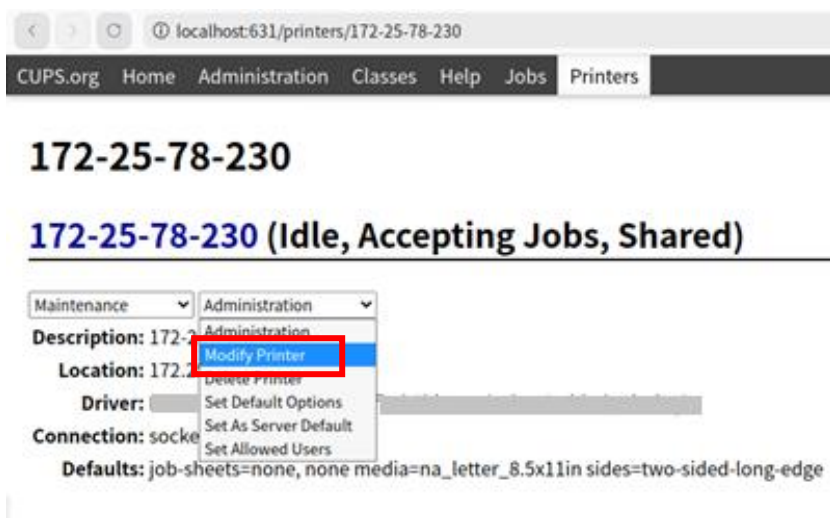 localhost:631/printers/172-25-78-230
CUPS.org Home Administration Classes Help Jobs Printers
172-25-78-230
172-25-78-230 (Idle, Accepting Jobs, Shared)
Maintenance Administration
Description: 172-2 Administration
Modify Printer
Location: 172.2
Delete Printer
Driver: Set Default Options
Set As Server Default
Connection: socke
Set Allowed Users
Defaults: job-sheets=none, none media=na_letter_8.5x11in sides=two-sided-long-edge